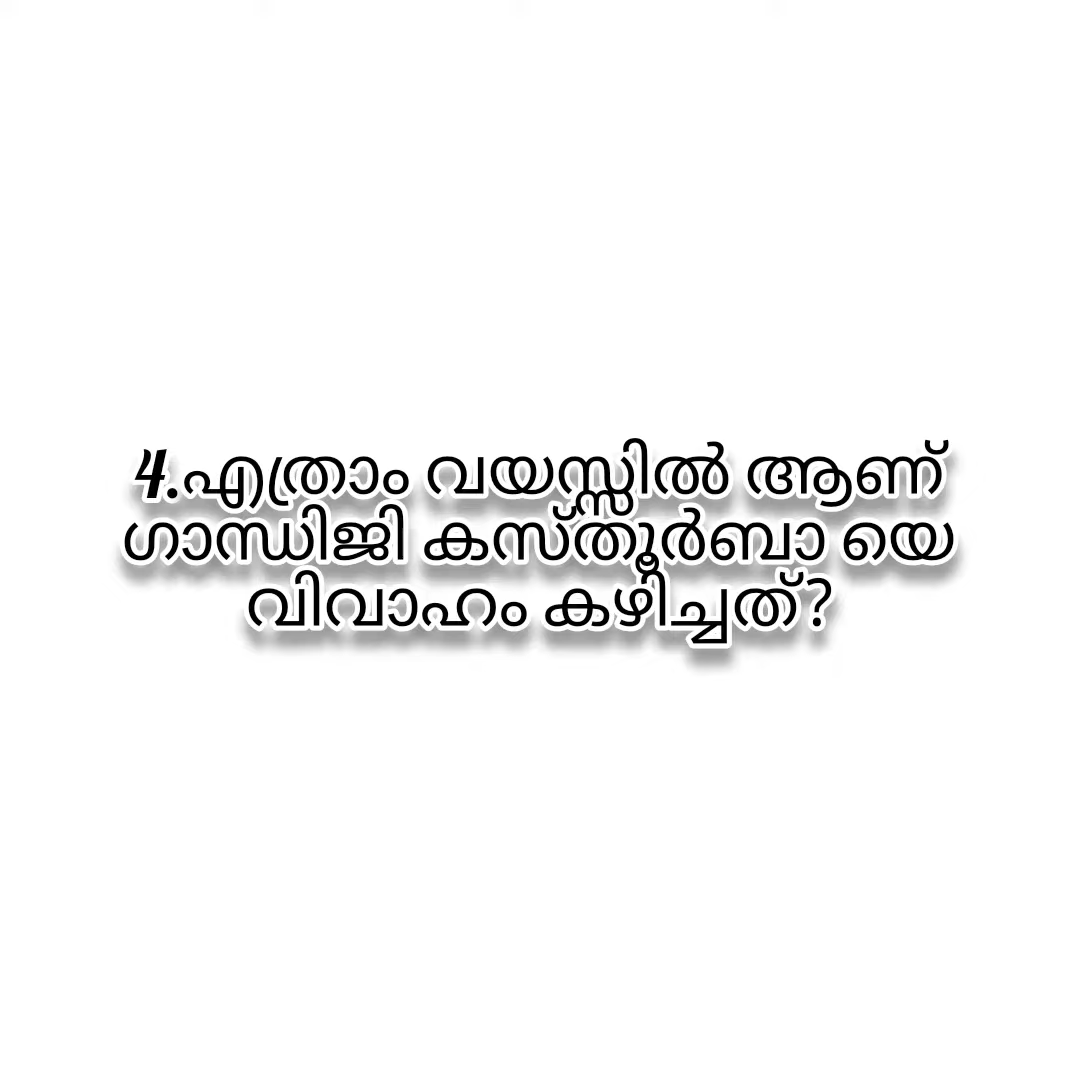 4.എത്രാം വയസ്സിൽ ആണ്
ഗാന്ധിജി കസ്തൂർബാ യെ
വിവാഹം കഴിച്ചത്?